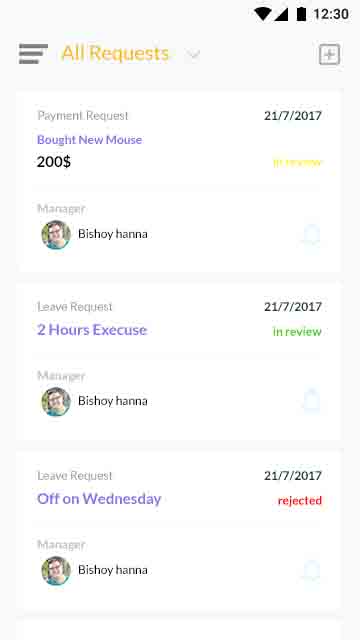 12:30
All Requests
Payment Request 21/7/2017
Bought New Mouse
200$ in review
Manager
Bishoy hanna
Leave Request 21/7/2017
2 Hours Execuse in review
Manager
Bishoy hanna
Leave Request 21/7/2017
Off on Wednesday rejected
Manager
Bishoy hanna